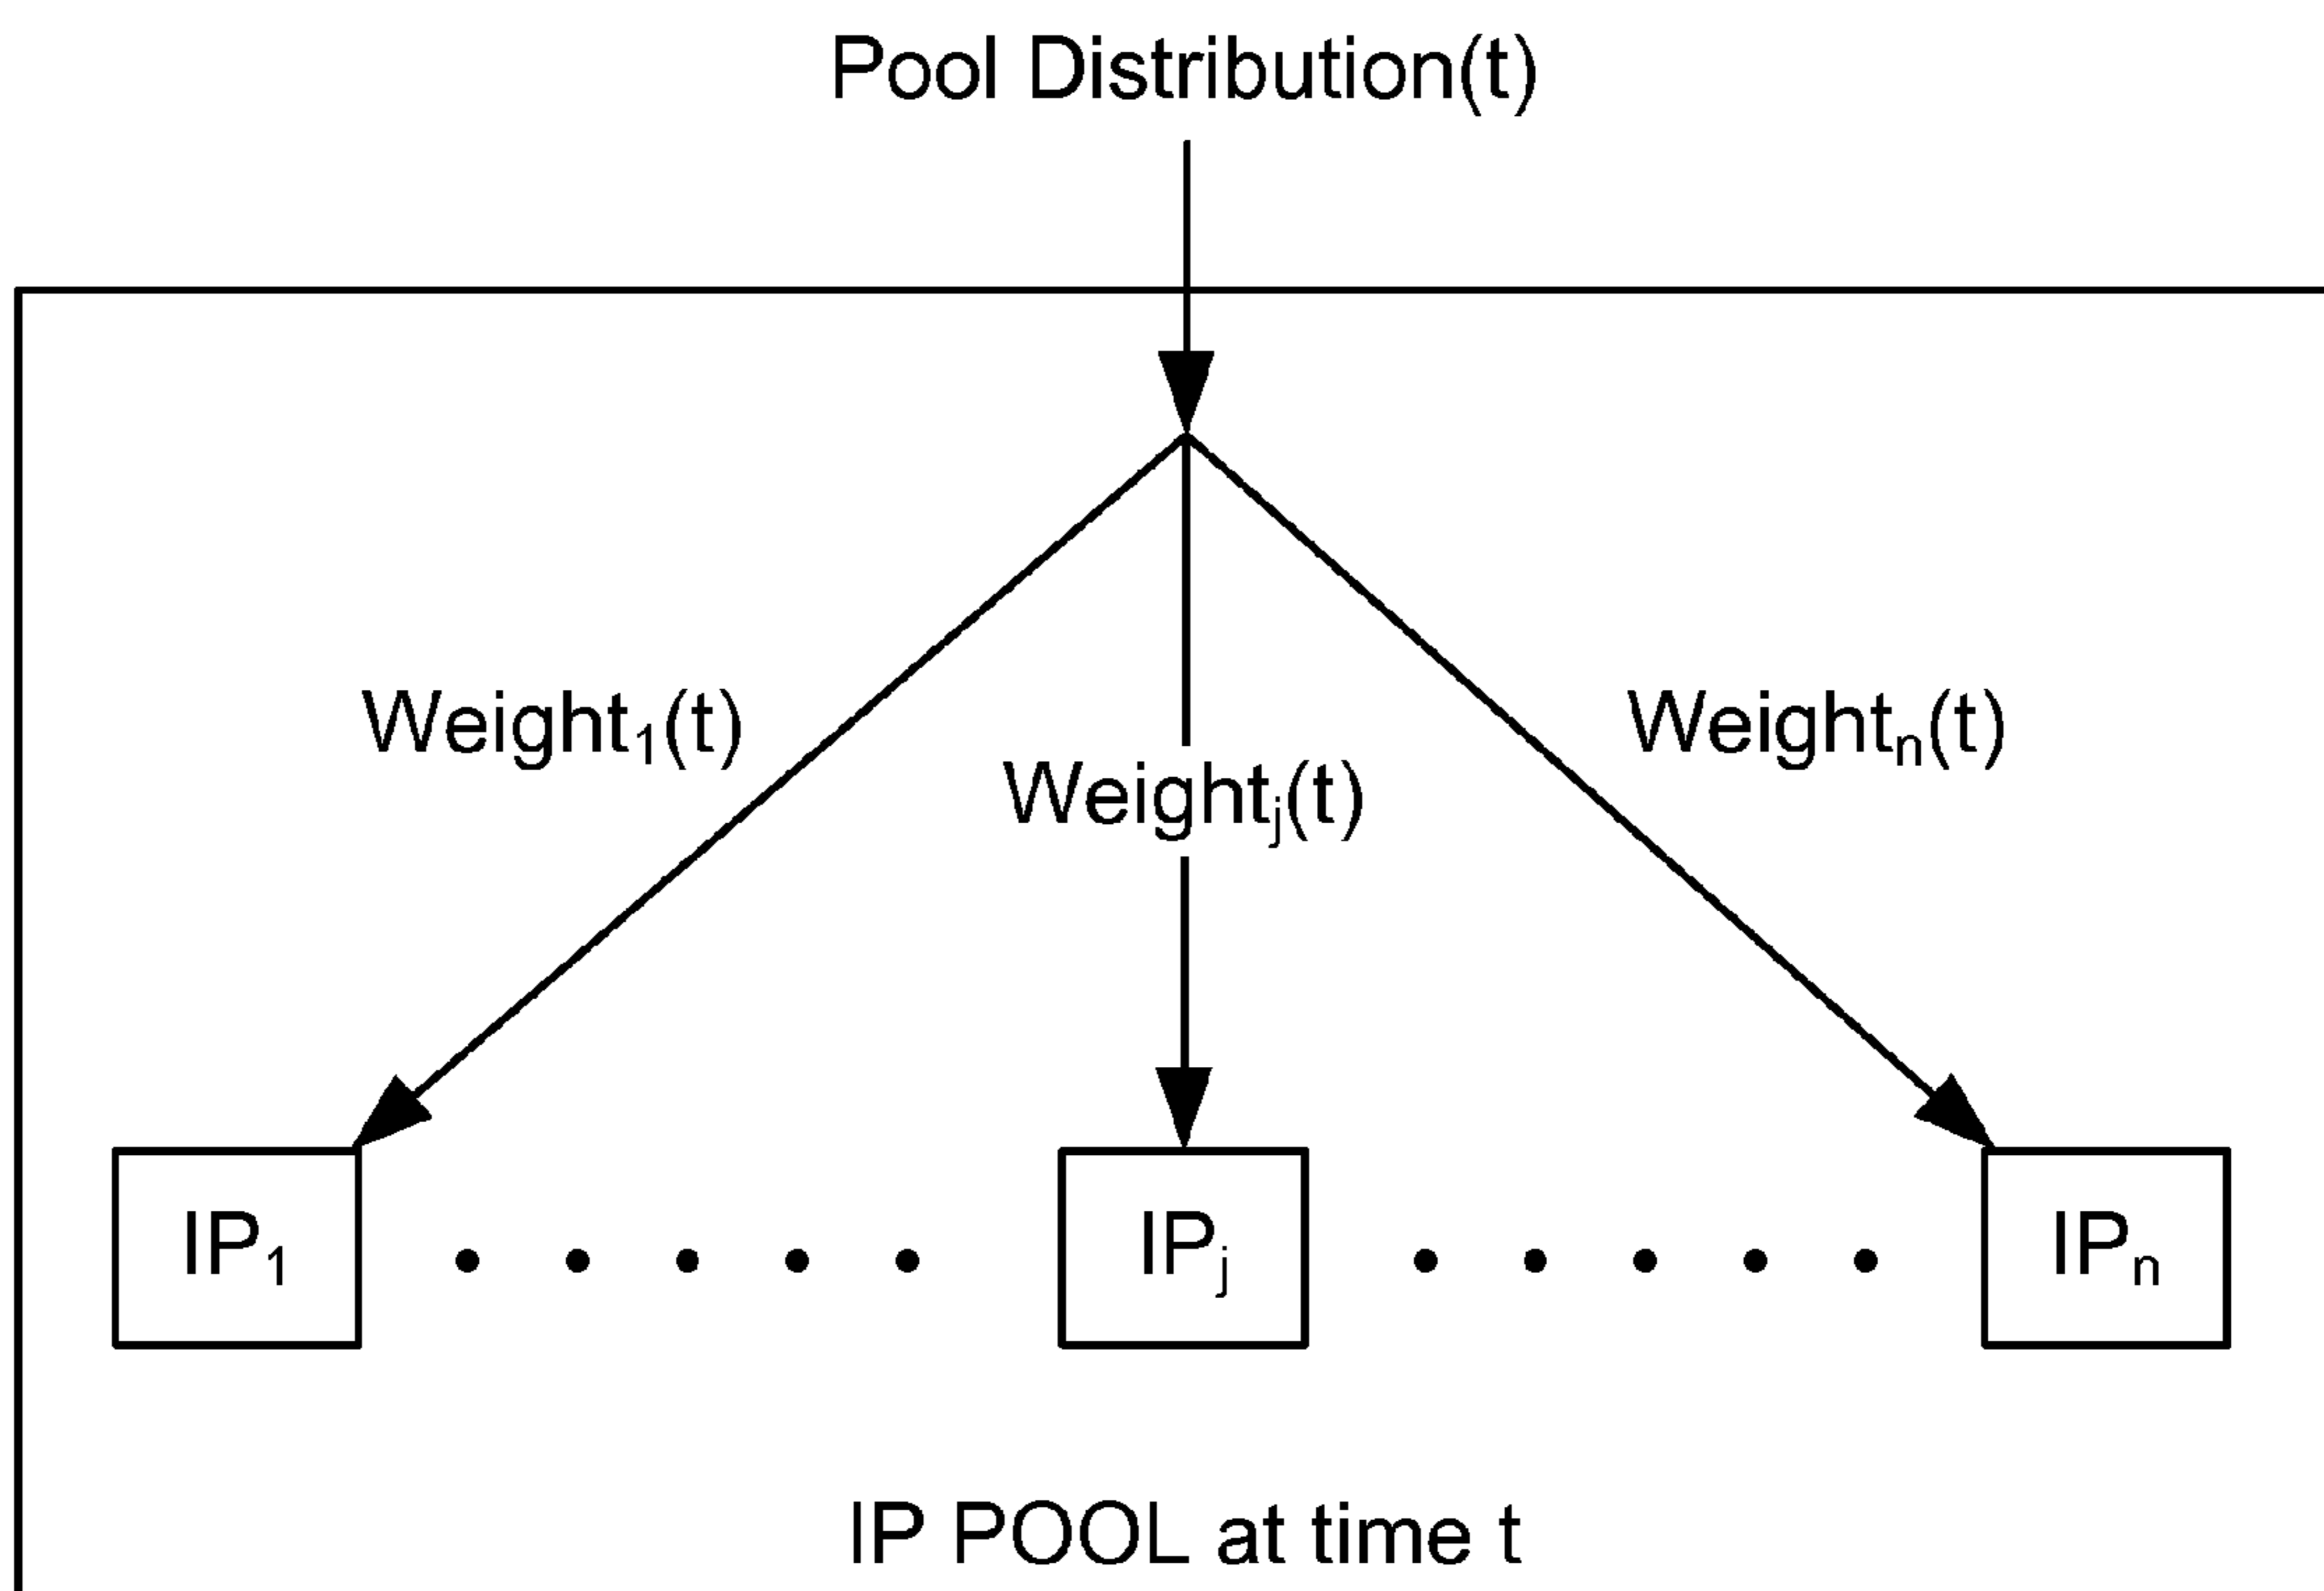 Pool Distribution(t)
Weight₁(t)
Weightₙ(t)
Weightⱼ(t)
IP₁
IPⱼ
IPₙ
IP POOL at time t